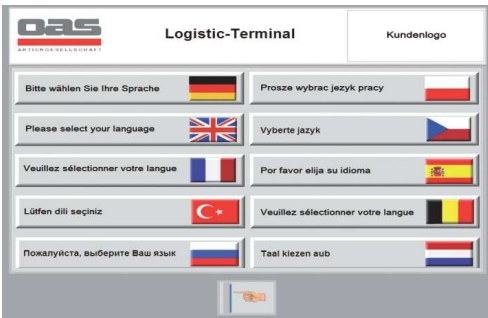 oas
AKTIENGESELLSCHAFT
Logistic-Terminal
Kundenlogo
Bitte wählen Sie Ihre Sprache
Prosze wybrac jezyk pracy
Please select your language
Vyberte jazyk
Veuillez sélectionner votre langue
Por favor elija su idioma
Lütfen dili seçiniz
Veuillez sélectionner votre langue
Пожалуйста, выберите Ваш язык
Taal kiezen aub